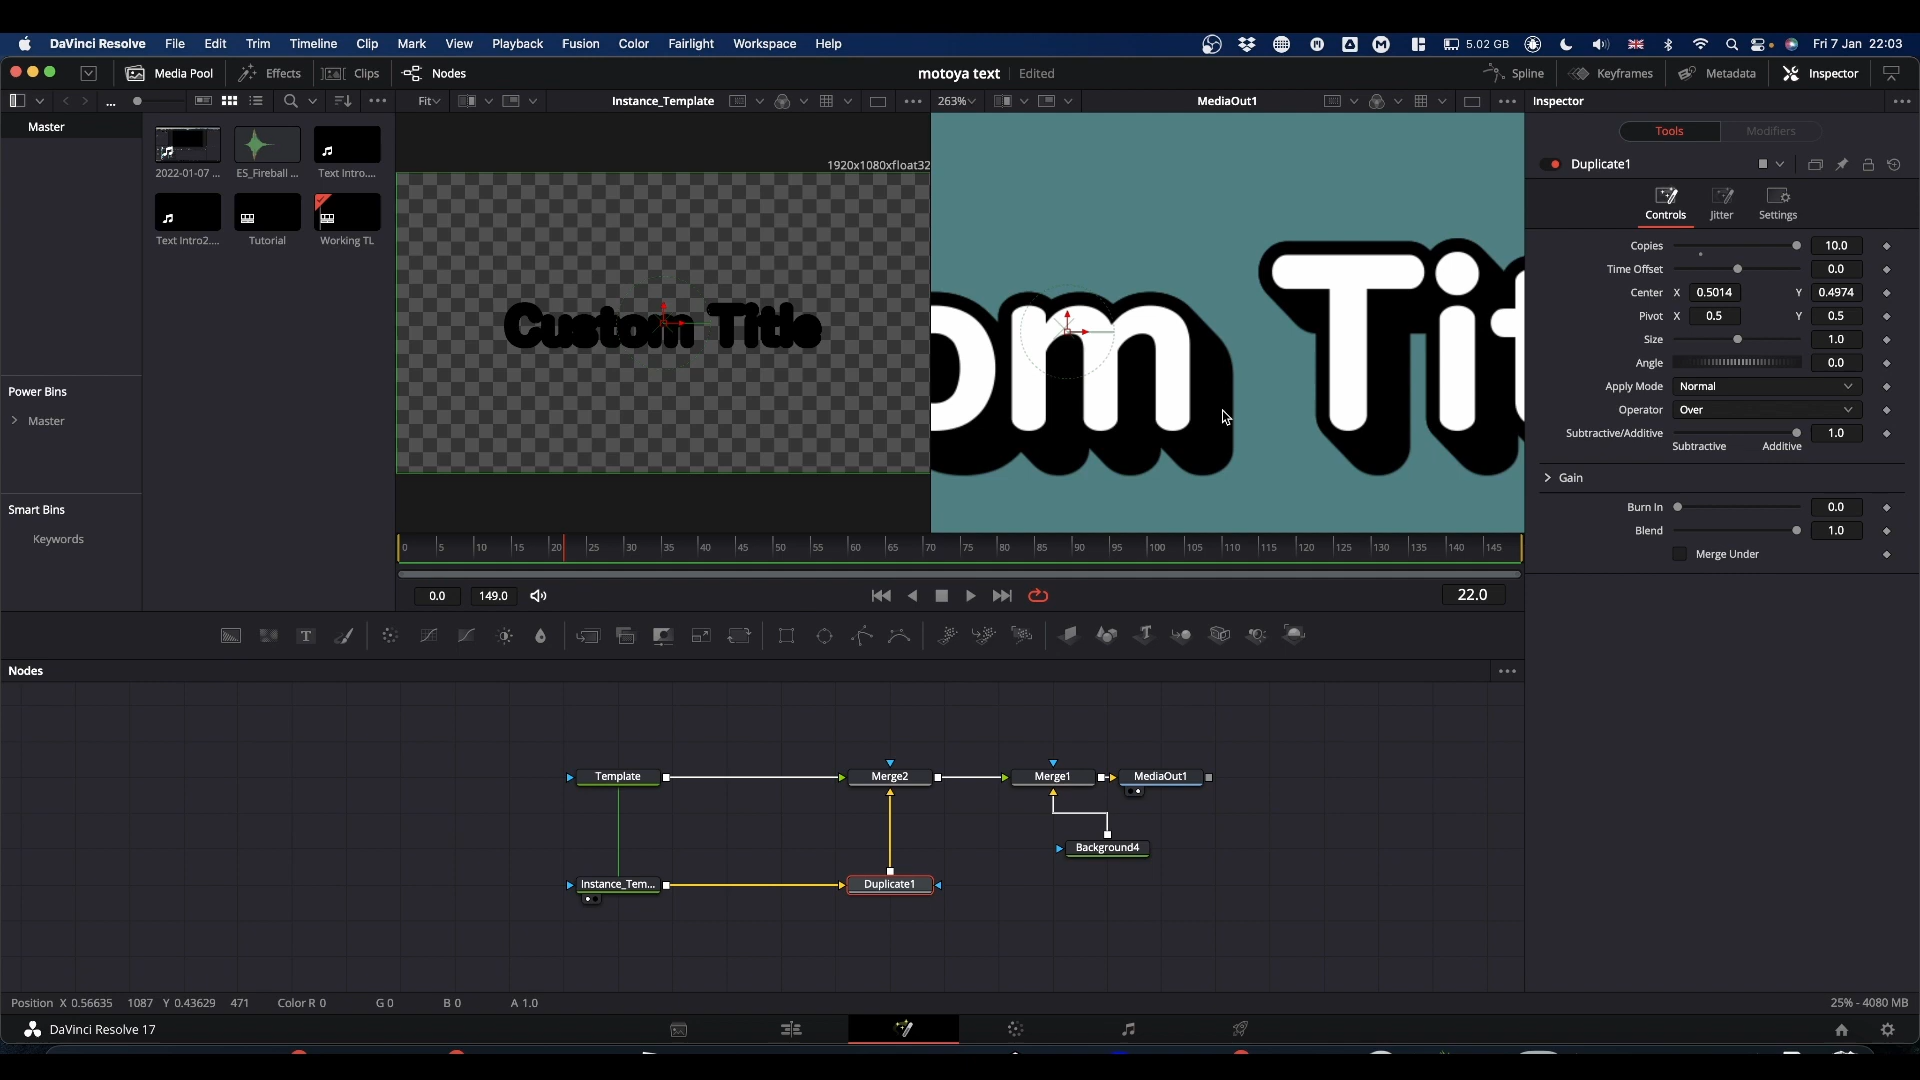 DaVinci Resolve File Edit Trim Timeline Clip Mark View Playback Fusion Color Fairlight Workspace Help 5.02 GB Fri 7 Jan 22:03
Media Pool Effects Clips Nodes motoya text Edited Spline Keyframes Metadata Inspector
... Fit Instance_Template ... 263% MediaOut1 ... Inspector ...
Master
2022-01-07 ... ES_Fireball ... Text Intro....
Text Intro2.... Tutorial Working TL
Power Bins
Master
Smart Bins
Keywords
1920x1080xfloat32
Custom Title
om Tit
Tools Modifiers
Duplicate1
Controls Jitter Settings
Copies 10.0
Time Offset 0.0
Center X 0.5014 Y 0.4974
Pivot X 0.5 Y 0.5
Size 1.0
Angle 0.0
Apply Mode Normal
Operator Over
Subtractive/Additive 1.0
Subtractive Additive
Gain
Burn In 0.0
Blend 1.0
Merge Under
0 5 10 15 20 25 30 35 40 45 50 55 60 65 70 75 80 85 90 95 100 105 110 115 120 125 130 135 140 145
0.0 149.0 22.0
T T
Nodes
Template Merge2 Merge1 MediaOut1
Background4
Instance_Tem... Duplicate1
Position X 0.56635 1087 Y 0.43629 471 Color R 0 G 0 B 0 A 1.0 25% - 4080 MB
DaVinci Resolve 17